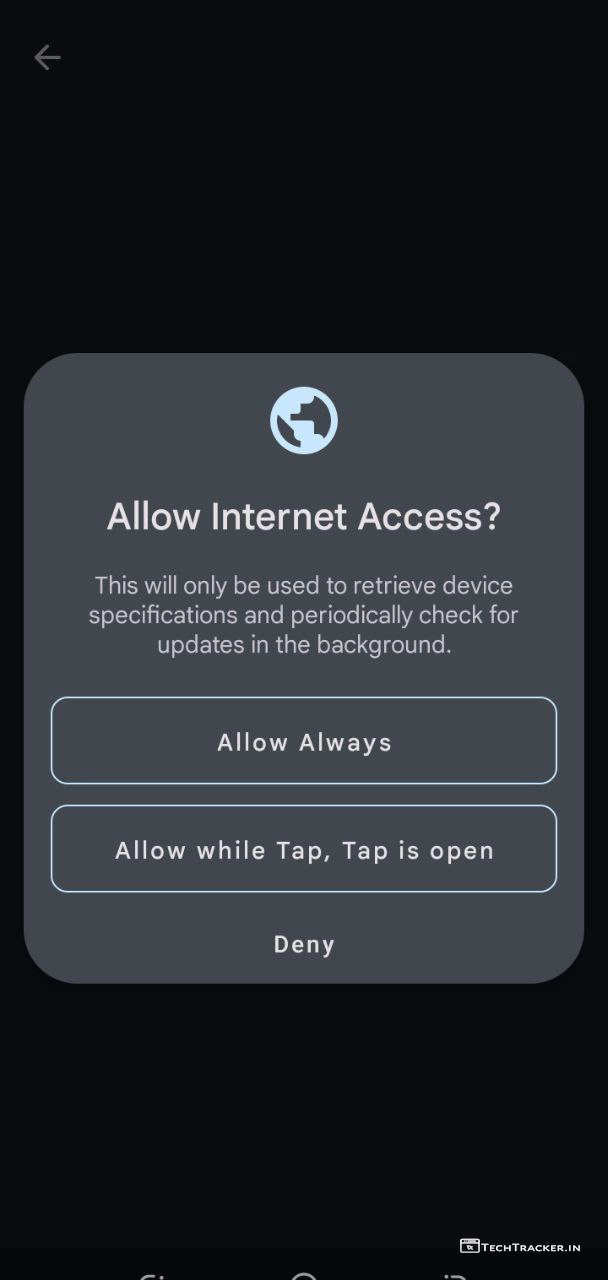 Allow Internet Access?
This will only be used to retrieve device
specifications and periodically check for
updates in the background.
Allow Always
Allow while Tap, Tap is open
Deny
TECHTRACKER.IN